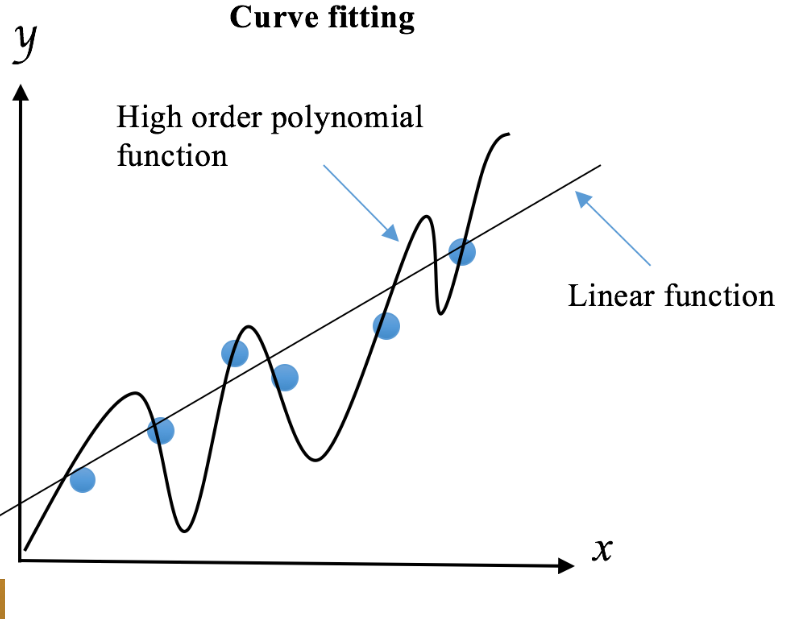 Curve fitting
y
High order polynomial
function
Linear function
x